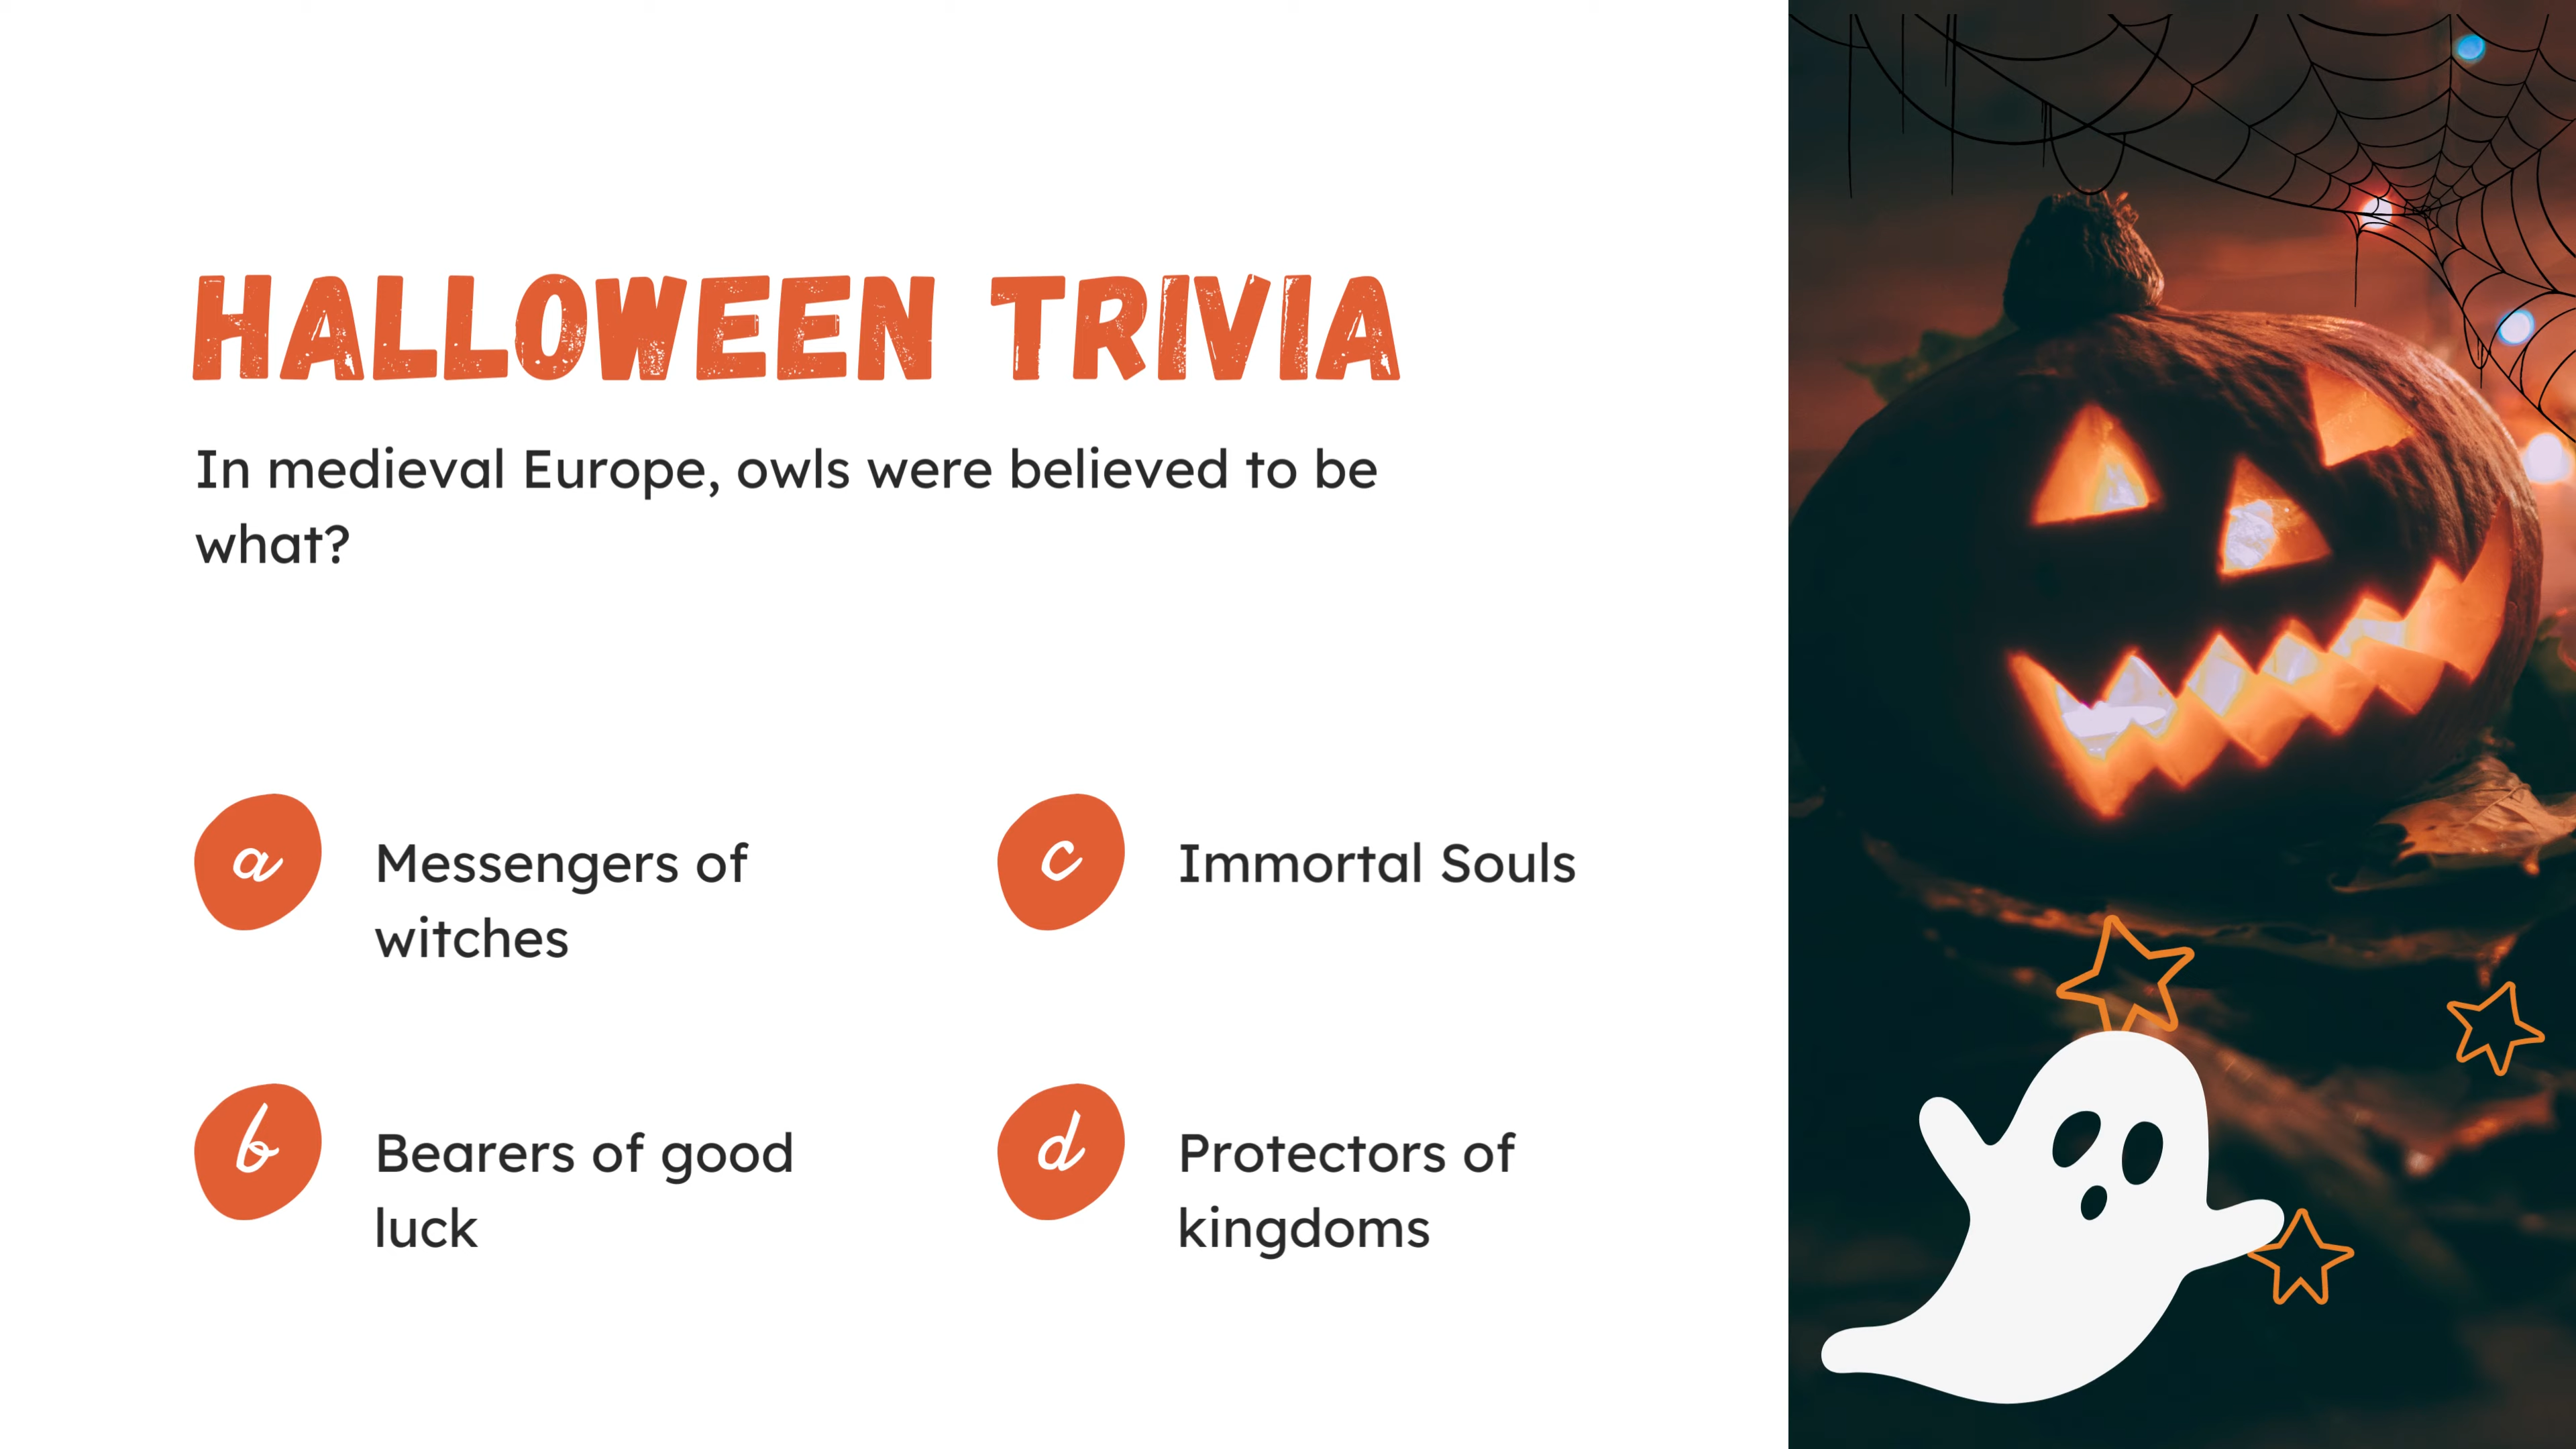 HALLOWEEN TRIVIA
In medieval Europe, owls were believed to be
what?
a
Messengers of
witches
b
Bearers of good
luck
c
Immortal Souls
d
Protectors of
kingdoms